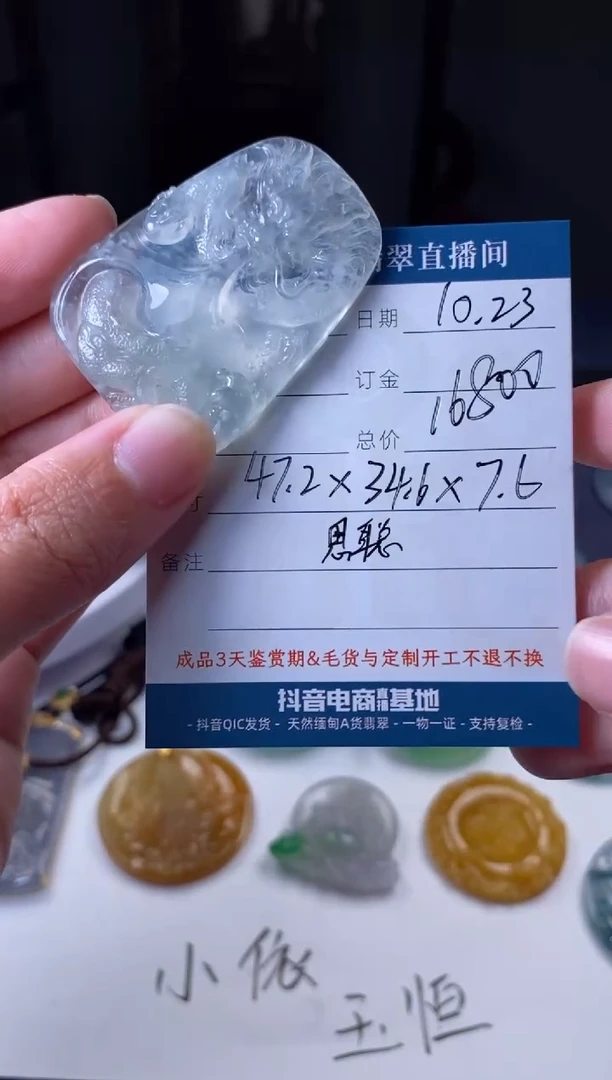 翠直播间
日期 10.23
订金 16800
总价
47.2×34.6×7.6
备注 思聪
成品3天鉴赏期&毛货与定制开工不退不换
抖音电商直播基地
- 抖音QIC发货 - 天然缅甸A货翡翠 - 一物一证 - 支持复检 -
小依
玉恒